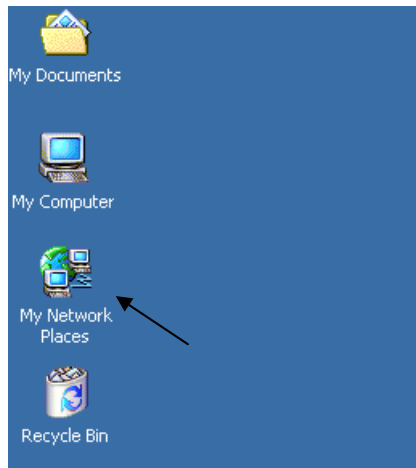 My Documents
My Computer
My Network
Places
Recycle Bin